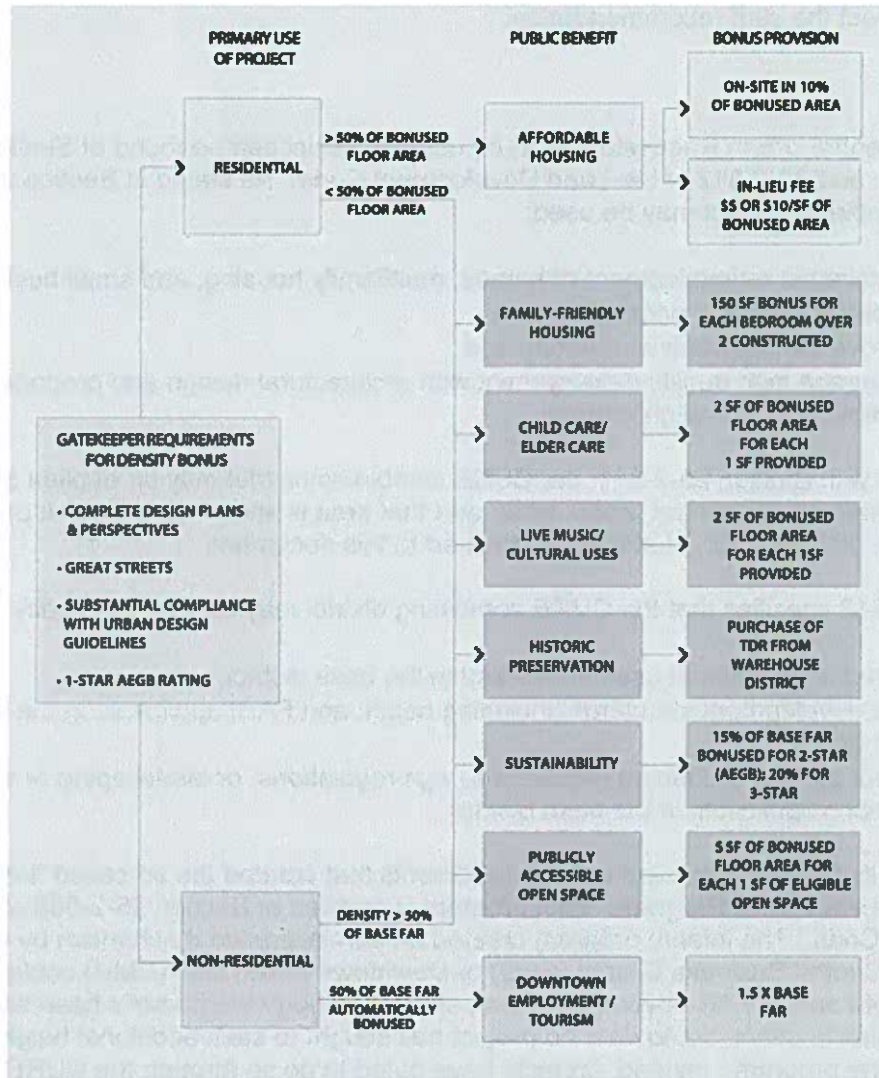 PRIMARY USE
OF PROJECT
PUBLIC BENEFIT
BONUS PROVISION
RESIDENTIAL
> 50% OF BONUSED
FLOOR AREA
< 50% OF BONUSED
FLOOR AREA
AFFORDABLE
HOUSING
ON-SITE IN 10%
OF BONUSED AREA
IN-LIEU FEE
$5 OR $10/SF OF
BONUSED AREA
FAMILY-FRIENDLY
HOUSING
150 SF BONUS FOR
EACH BEDROOM OVER
2 CONSTRUCTED
CHILD CARE/
ELDER CARE
2 SF OF BONUSED
FLOOR AREA
FOR EACH
1 SF PROVIDED
LIVE MUSIC/
CULTURAL USES
2 SF OF BONUSED
FLOOR AREA
FOR EACH 1SF
PROVIDED
HISTORIC
PRESERVATION
PURCHASE OF
TDR FROM
WAREHOUSE
DISTRICT
SUSTAINABILITY
15% OF BASE FAR
BONUSED FOR 2-STAR
(AEGB); 20% FOR
3-STAR
PUBLICLY
ACCESSIBLE
OPEN SPACE
5 SF OF BONUSED
FLOOR AREA FOR
EACH 1 SF OF ELIGIBLE
OPEN SPACE
GATEKEEPER REQUIREMENTS
FOR DENSITY BONUS
• COMPLETE DESIGN PLANS
& PERSPECTIVES
• GREAT STREETS
• SUBSTANTIAL COMPLIANCE
WITH URBAN DESIGN
GUIDELINES
• 1-STAR AEGB RATING
NON-RESIDENTIAL
DENSITY > 50%
OF BASE FAR
50% OF BASE FAR
AUTOMATICALLY
BONUSED
DOWNTOWN
EMPLOYMENT /
TOURISM
1.5 X BASE
FAR